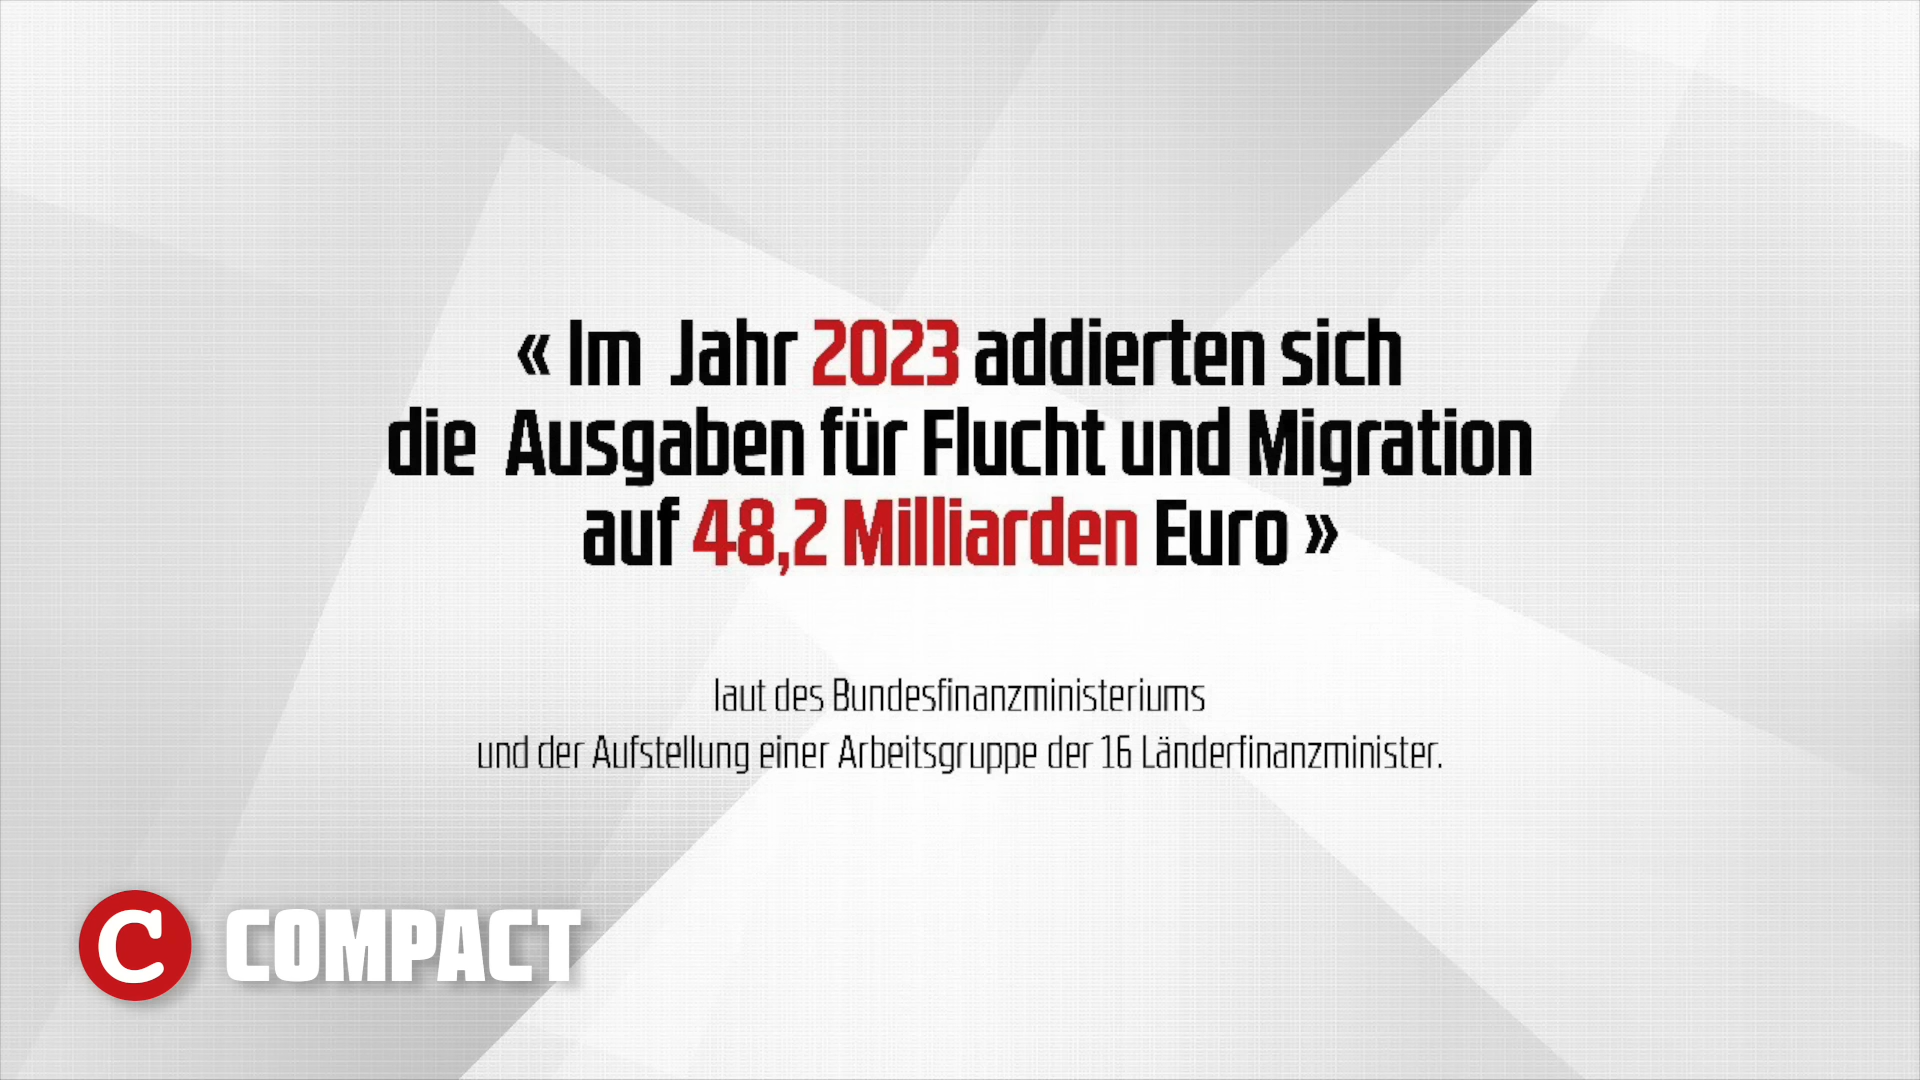 « Im Jahr 2023 addierten sich
die Ausgaben für Flucht und Migration
auf 48,2 Milliarden Euro »
laut des Bundesfinanzministeriums
und der Aufstellung einer Arbeitsgruppe der 16 Länderfinanzminister.
C COMPACT